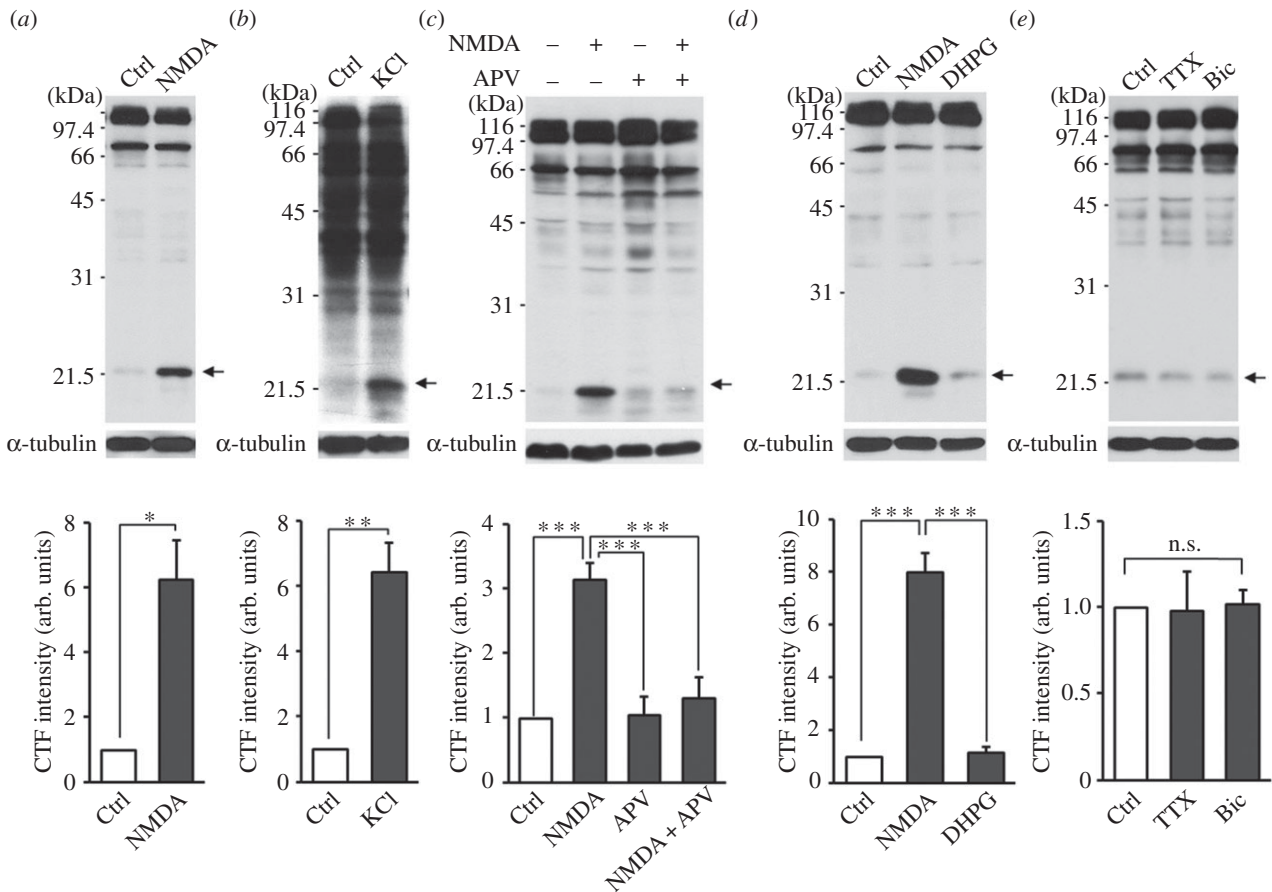 (a)
Ctrl
NMDA
(kDa)
116
97.4
66
45
31
21.5
α-tubulin
CTF intensity (arb. units)
8
6
4
2
0
*
Ctrl
NMDA
(b)
Ctrl
KCl
(kDa)
116
97.4
66
45
31
21.5
α-tubulin
CTF intensity (arb. units)
8
6
4
2
0
**
Ctrl
KCl
(c)
NMDA – + – +
APV – – + +
(kDa)
116
97.4
66
45
31
21.5
α-tubulin
CTF intensity (arb. units)
4
3
2
1
0
*** ***
***
Ctrl
NMDA
APV
NMDA + APV
(d)
Ctrl
NMDA
DHPG
(kDa)
116
97.4
66
45
31
21.5
α-tubulin
CTF intensity (arb. units)
10
8
6
4
2
0
*** ***
Ctrl
NMDA
DHPG
(e)
Ctrl
TTX
Bic
(kDa)
116
97.4
66
45
31
21.5
α-tubulin
CTF intensity (arb. units)
1.5
1.0
0.5
0
n.s.
Ctrl
TTX
Bic